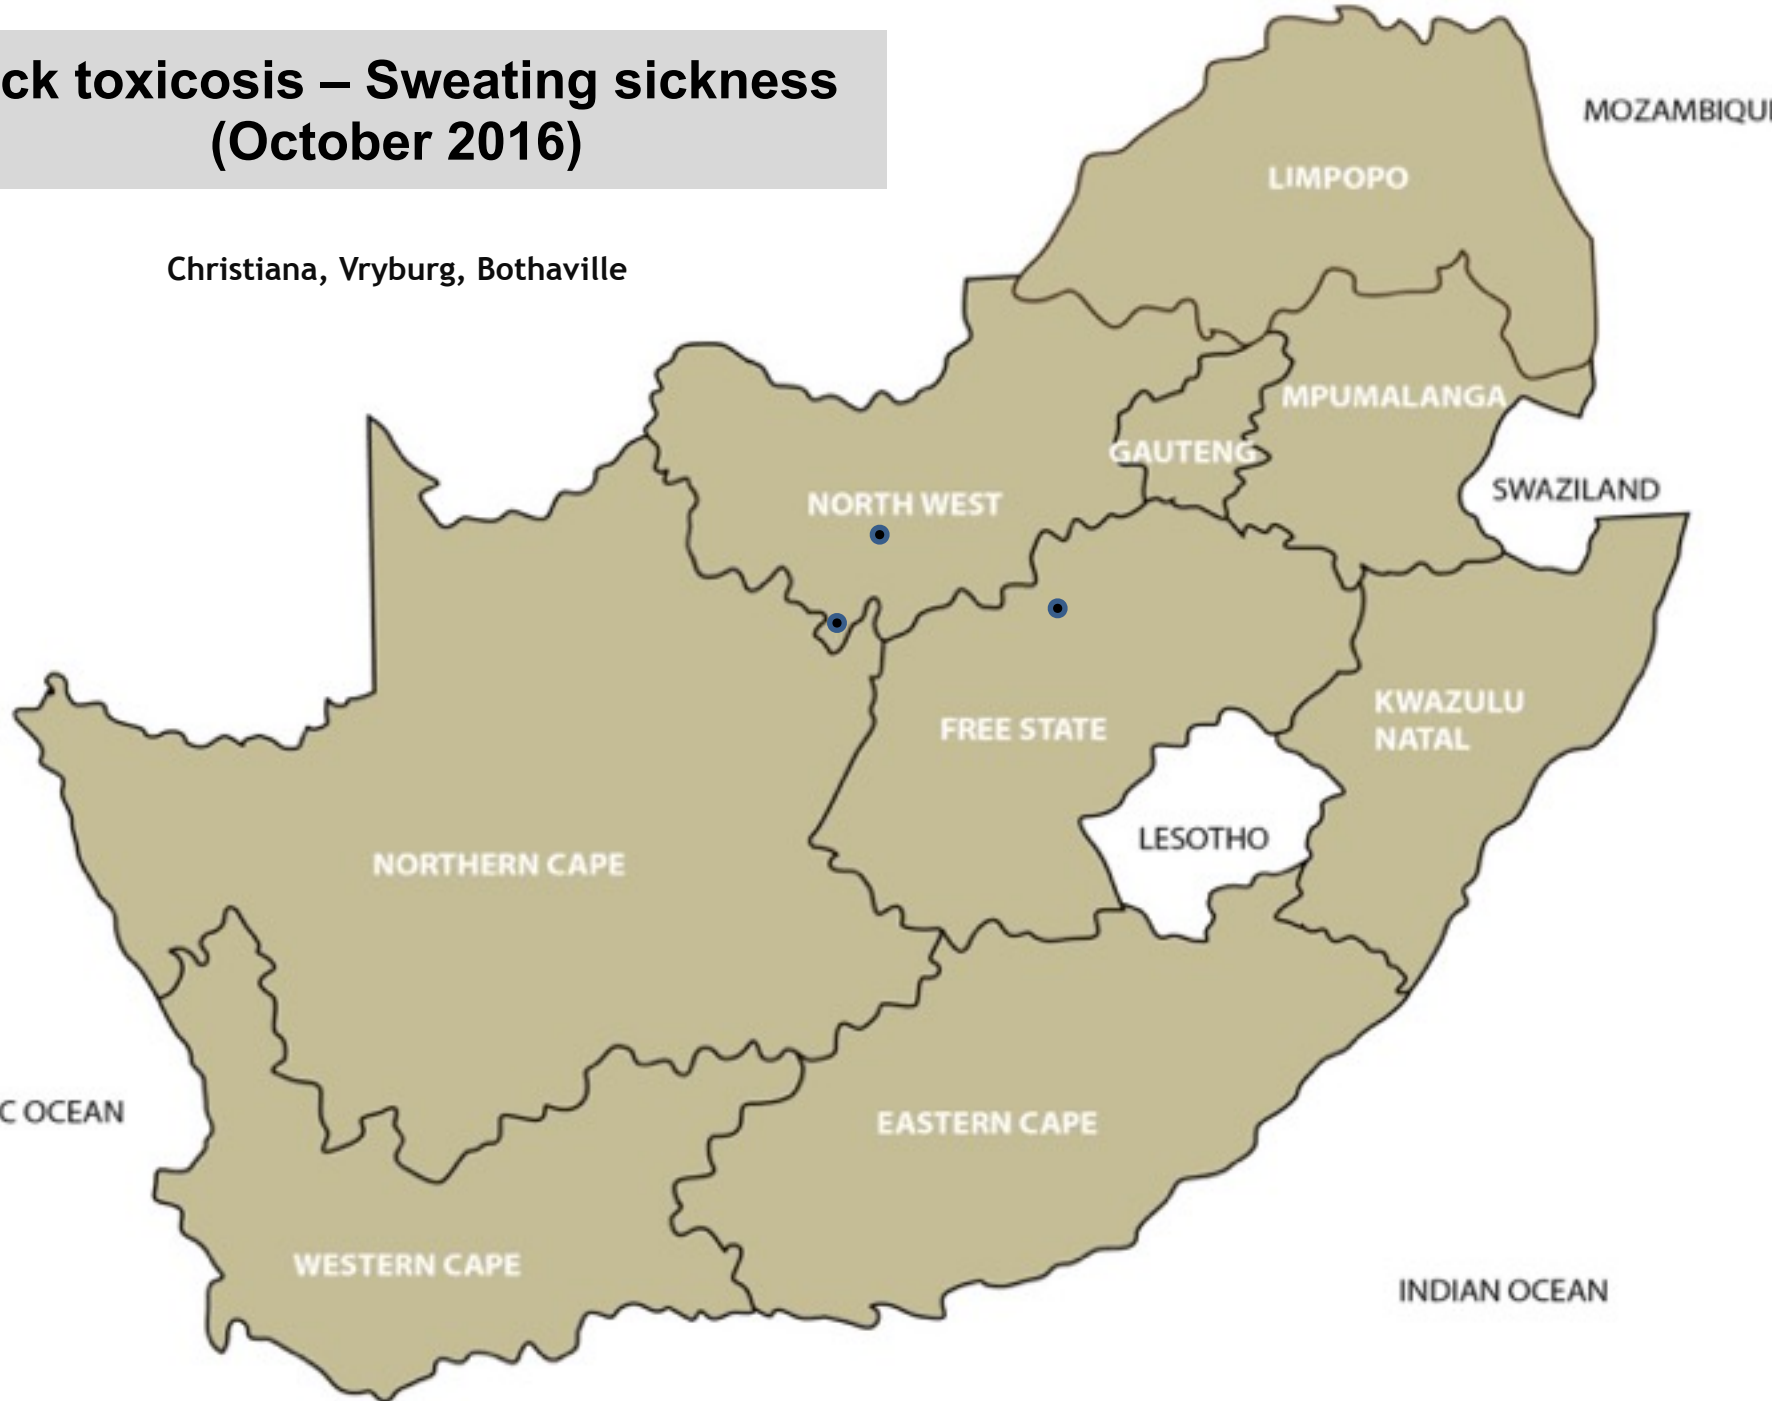 ck toxicosis – Sweating sickness
(October 2016)
MOZAMBIQU
LIMPOPO
Christiana, Vryburg, Bothaville
MPUMALANGA
GAUTENG
NORTH WEST
SWAZILAND
KWAZULU
NATAL
FREE STATE
LESOTHO
NORTHERN CAPE
C OCEAN
EASTERN CAPE
WESTERN CAPE
INDIAN OCEAN